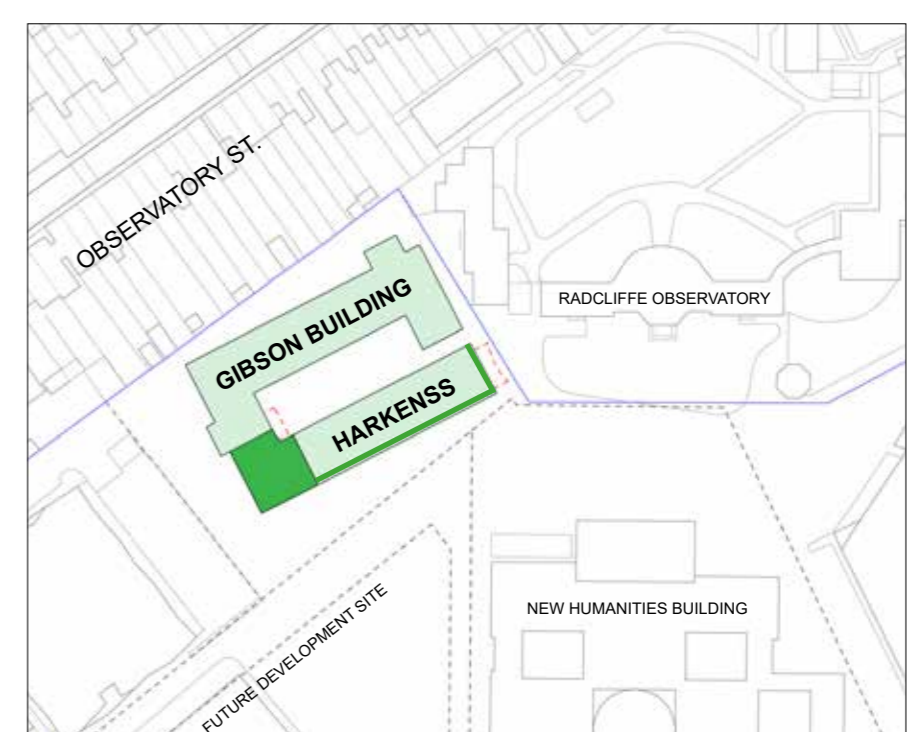 OBSERVATORY ST.
GIBSON BUILDING
RADCLIFFE OBSERVATORY
HARKENSS
NEW HUMANITIES BUILDING
FUTURE DEVELOPMENT SITE